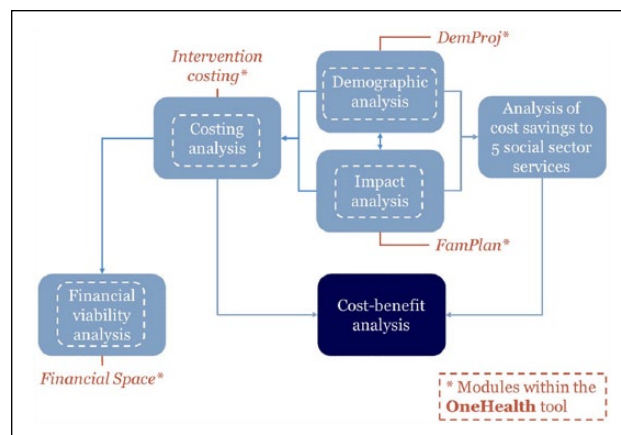 DemProj*
Intervention
costing*
Demographic
analysis
Analysis of
cost savings to
5 social sector
services
Costing
analysis
Impact
analysis
FamPlan*
Financial
viability
analysis
Cost-benefit
analysis
Financial Space*
* Modules within the
OneHealth tool